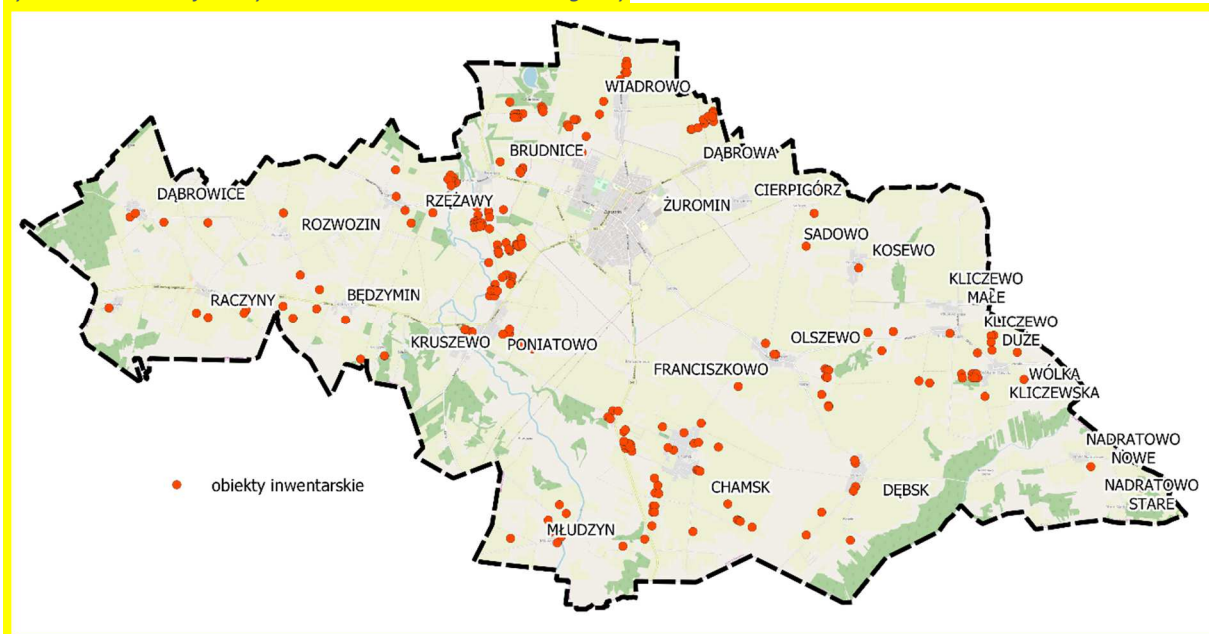 WIADROWO
BRUDNICE
DĄBROWA
DĄBROWICE
CIERPIGÓRZ
RZĘŻAWY
ŻUROMIN
ROZWOZIN
SADOWO
KOSEWO
KLICZEWO
MAŁE
RACZYNY
BĘDZYMIN
KLICZEWO
DUŻE
KRUSZEWO
PONIATOWO
OLSZEWO
FRANCISZKOWO
WÓLKA
KLICZEWSKA
NADRATOWO
NOWE
obiekty inwentarskie
CHAMSK
DĘBSK
NADRATOWO
STARE
MŁUDZYN